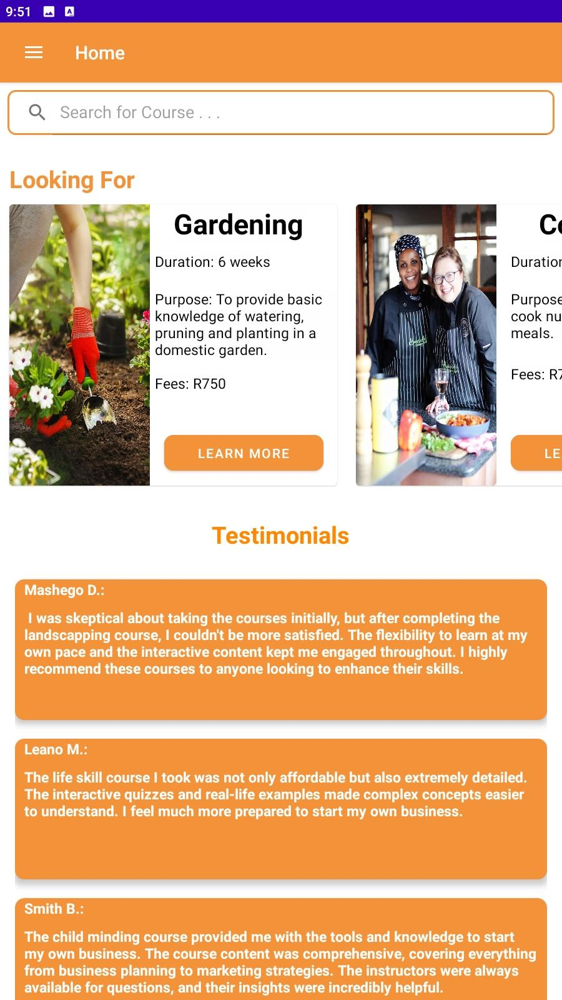 9:51
Home
Search for Course . . .
Looking For
Gardening
Duration: 6 weeks
Purpose: To provide basic
knowledge of watering,
pruning and planting in a
domestic garden.
Fees: R750
LEARN MORE
Purpose
cook nu
meals.
Fees: R7
Testimonials
Mashego D.:
I was skeptical about taking the courses initially, but after completing the
landscapping course, I couldn't be more satisfied. The flexibility to learn at my
own pace and the interactive content kept me engaged throughout. I highly
recommend these courses to anyone looking to enhance their skills.
Leano M.:
The life skill course I took was not only affordable but also extremely detailed.
The interactive quizzes and real-life examples made complex concepts easier
to understand. I feel much more prepared to start my own business.
Smith B.:
The child minding course provided me with the tools and knowledge to start
my own business. The course content was comprehensive, covering everything
from business planning to marketing strategies. The instructors were always
available for questions, and their insights were incredibly helpful.